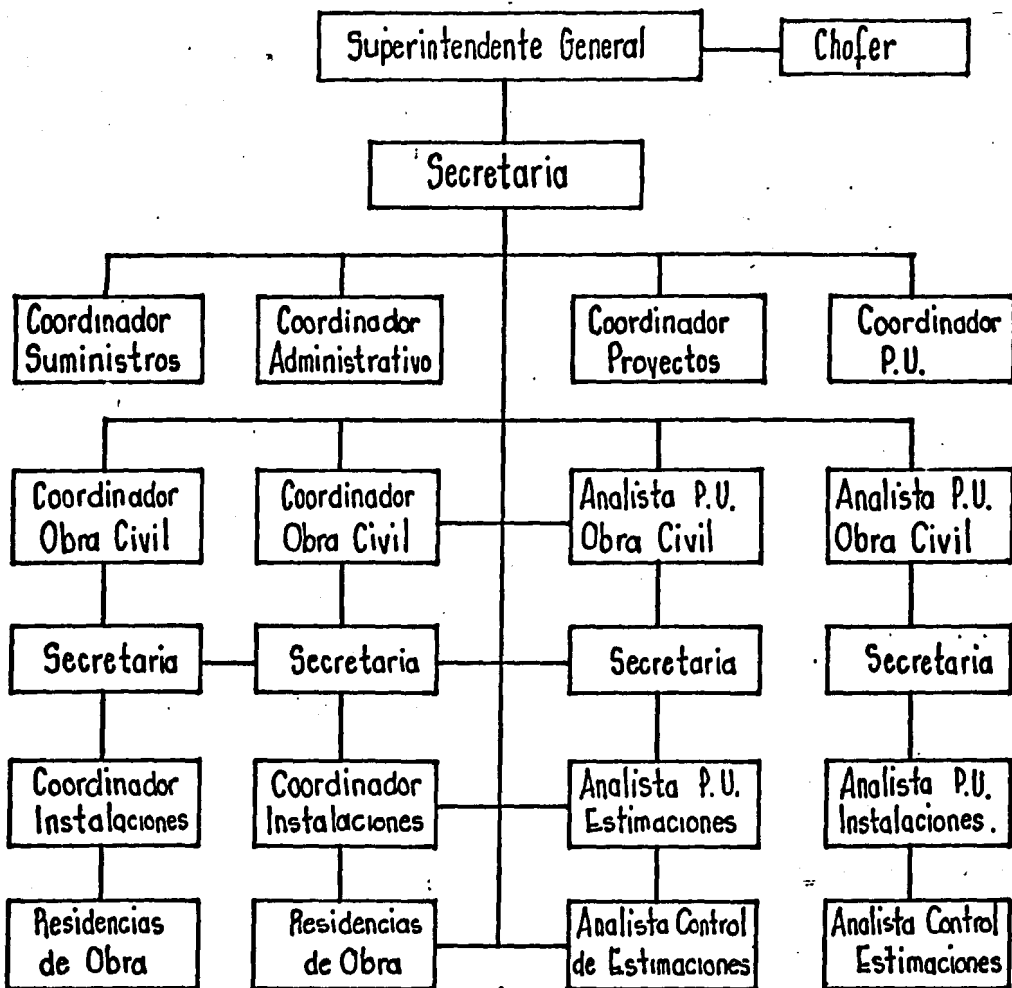 Superintendente General
Chofer
Secretaria
Coordinador
Suministros
Coordinador
Administrativo
Coordinador
Proyectos
Coordinador
P.U.
Coordinador
Obra Civil
Coordinador
Obra Civil
Analista P.U.
Obra Civil
Analista P.U.
Obra Civil
Secretaria
Secretaria
Secretaria
Secretaria
Coordinador
Instalaciones
Coordinador
Instalaciones
Analista P.U.
Estimaciones
Analista P.U.
Instalaciones.
Residencias
de Obra
Residencias
de Obra
Analista Control
de Estimaciones
Analista Control
Estimaciones